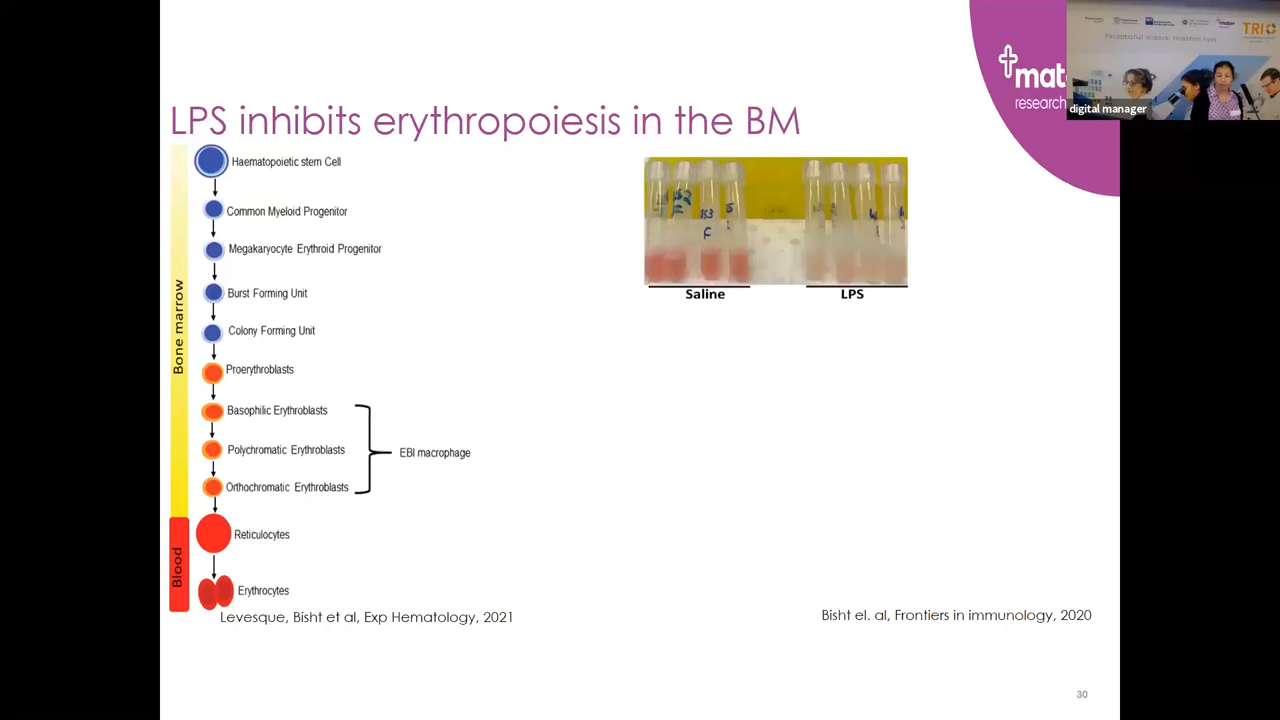 LPS inhibits erythropoiesis in the BM
mater
research
TRI
Exceptional science. Healthier lives
digital manager
Bone marrow
Blood
Haematopoietic stem Cell
Common Myeloid Progenitor
Megakaryocyte Erythroid Progenitor
Burst Forming Unit
Colony Forming Unit
Proerythroblasts
Basophilic Erythroblasts
Polychromatic Erythroblasts
Orthochromatic Erythroblasts
EBI macrophage
Reticulocytes
Erythrocytes
Saline
LPS
Levesque, Bisht et al, Exp Hematology, 2021
Bisht el. al, Frontiers in immunology, 2020
30